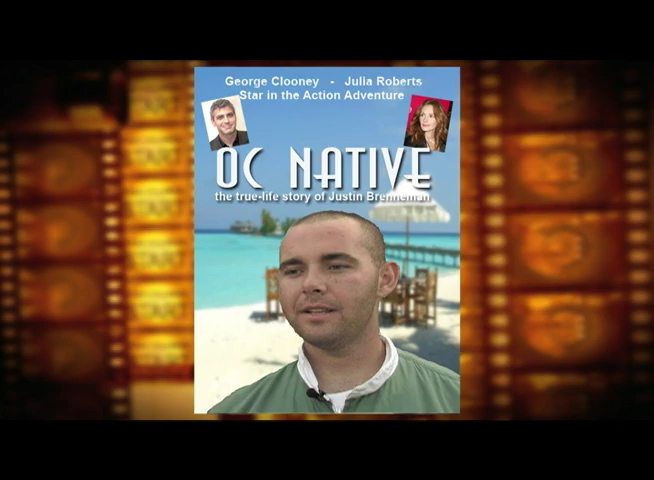 George Clooney - Julia Roberts
Star in the Action Adventure
OC NATIVE
the true-life story of Justin Brenneman